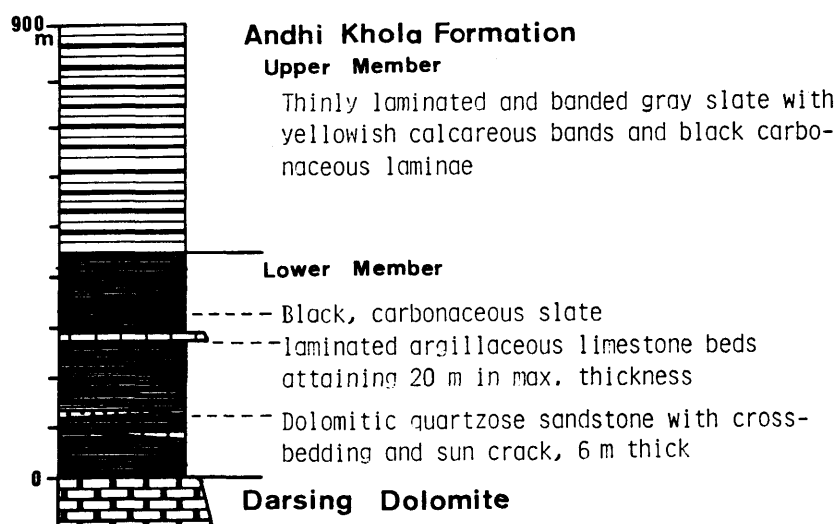 900
m
Andhi Khola Formation
Upper Member
Thinly laminated and banded gray slate with
yellowish calcareous bands and black carbo-
naceous laminae
Lower Member
Black, carbonaceous slate
laminated argillaceous limestone beds
attaining 20 m in max. thickness
Dolomitic quartzose sandstone with cross-
bedding and sun crack, 6 m thick
0
Darsing Dolomite